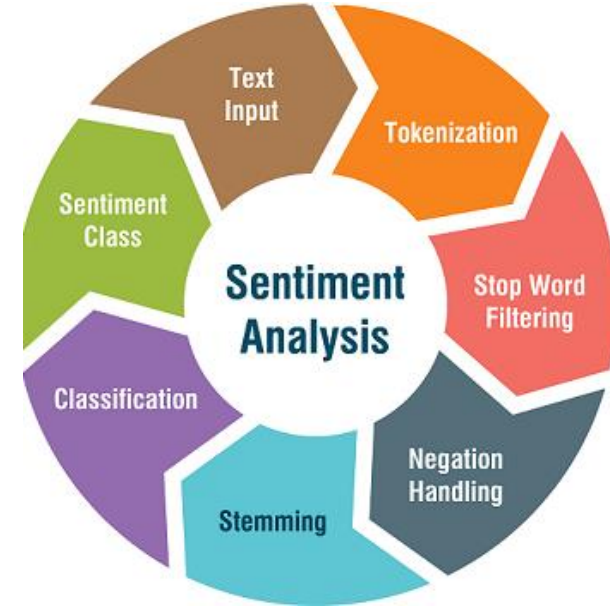 Text
Input
Tokenization
Stop Word
Filtering
Negation
Handling
Stemming
Classification
Sentiment
Class
Sentiment
Analysis